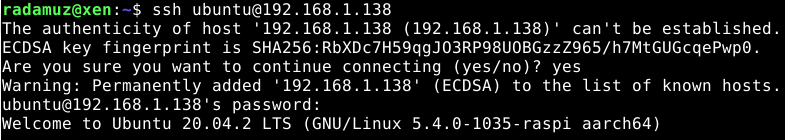 radamuz@xen:~$ ssh ubuntu@192.168.1.138
The authenticity of host '192.168.1.138 (192.168.1.138)' can't be established.
ECDSA key fingerprint is SHA256:RbXDc7H59qgJO3RP98UOBGzzZ965/h7MtGUGcqePwp0.
Are you sure you want to continue connecting (yes/no)? yes
Warning: Permanently added '192.168.1.138' (ECDSA) to the list of known hosts.
ubuntu@192.168.1.138's password:
Welcome to Ubuntu 20.04.2 LTS (GNU/Linux 5.4.0-1035-raspi aarch64)